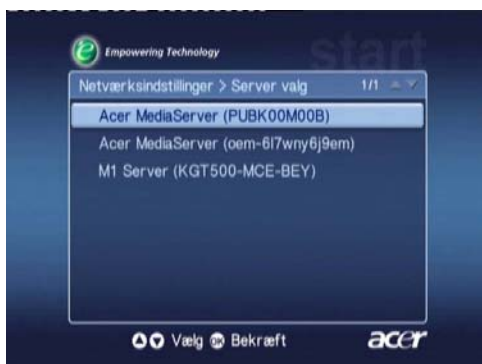 Empowering Technology
start
Netværksindstillinger > Server valg 1/1
Acer MediaServer (PUBK00M00B)
Acer MediaServer (oem-6l7wny6j9em)
M1 Server (KGT500-MCE-BEY)
Vælg OK Bekræft
acer